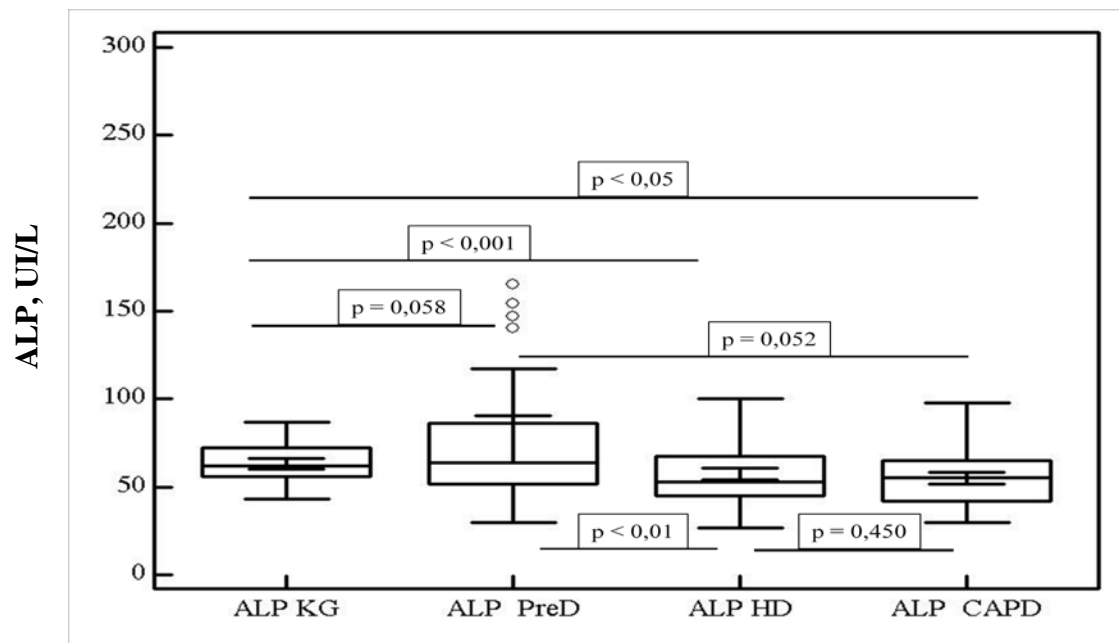 ALP, UI/L
300
250
200
150
100
50
0
p < 0,05
p < 0,001
p = 0,058
p = 0,052
p < 0,01
p = 0,450
ALP KG
ALP PreD
ALP HD
ALP CAPD